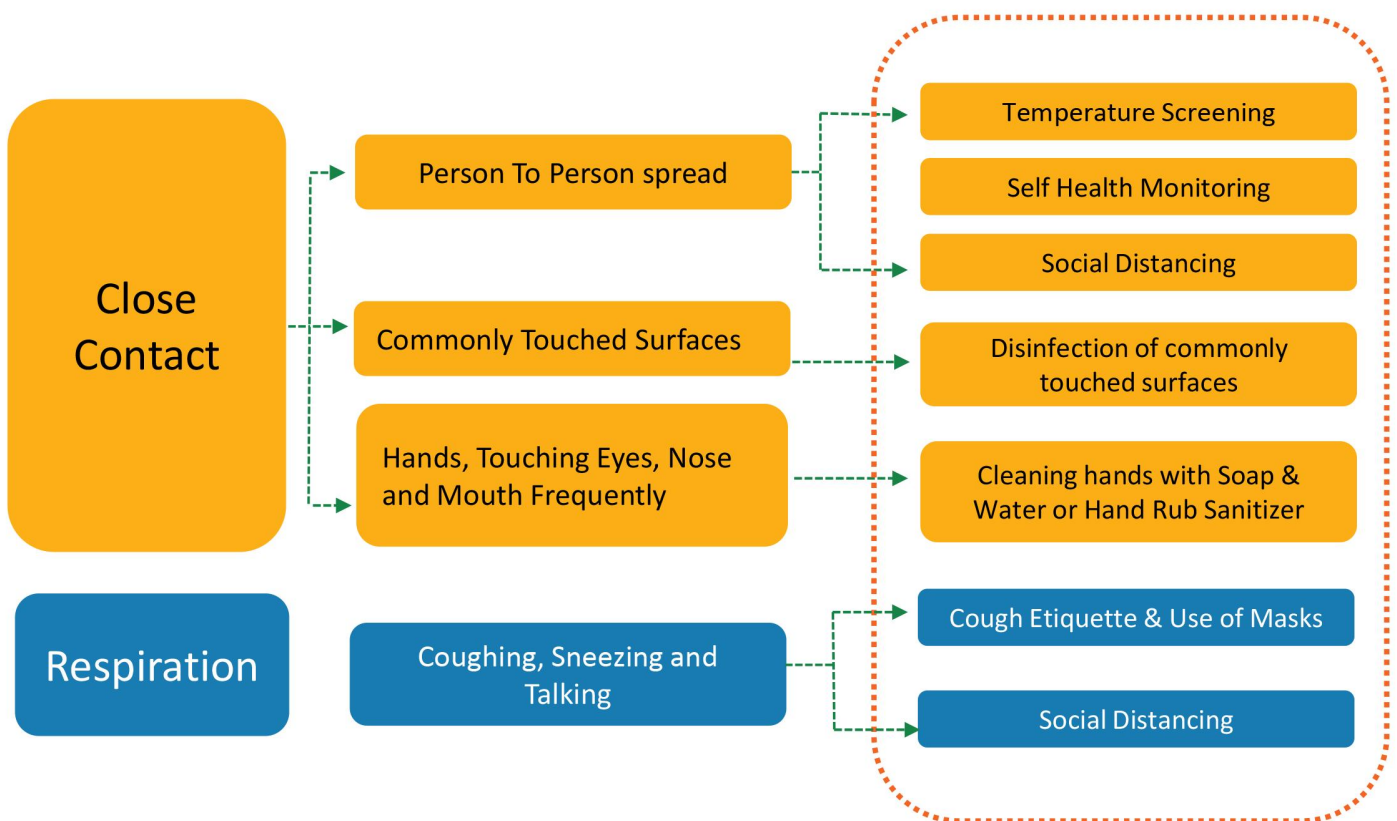 Close
Contact
Person To Person spread
Commonly Touched Surfaces
Hands, Touching Eyes, Nose
and Mouth Frequently
Temperature Screening
Self Health Monitoring
Social Distancing
Disinfection of commonly
touched surfaces
Cleaning hands with Soap &
Water or Hand Rub Sanitizer
Respiration
Coughing, Sneezing and
Talking
Cough Etiquette & Use of Masks
Social Distancing